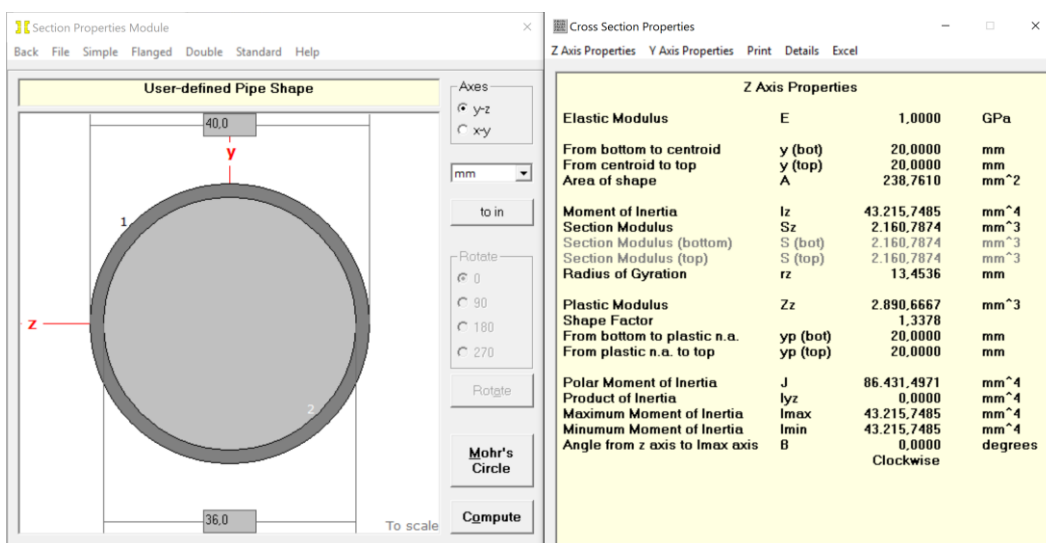 Section Properties Module
Back File Simple Flanged Double Standard Help
User-defined Pipe Shape
40,0
y
1
z
2
36,0
To scale
Axes
y-z
x-y
mm
to in
Rotate
0
90
180
270
Rotate
Mohr's
Circle
Compute
Cross Section Properties
Z Axis Properties Y Axis Properties Print Details Excel
Z Axis Properties
Elastic Modulus E 1,0000 GPa
From bottom to centroid y (bot) 20,0000 mm
From centroid to top y (top) 20,0000 mm
Area of shape A 238,7610 mm^2
Moment of Inertia Iz 43.215,7485 mm^4
Section Modulus Sz 2.160,7874 mm^3
Section Modulus (bottom) S (bot) 2.160,7874 mm^3
Section Modulus (top) S (top) 2.160,7874 mm^3
Radius of Gyration rz 13,4536 mm
Plastic Modulus Zz 2.890,6667 mm^3
Shape Factor 1,3378
From bottom to plastic n.a. yp (bot) 20,0000 mm
From plastic n.a. to top yp (top) 20,0000 mm
Polar Moment of Inertia J 86.431,4971 mm^4
Product of Inertia Iyz 0,0000 mm^4
Maximum Moment of Inertia Imax 43.215,7485 mm^4
Minumum Moment of Inertia Imin 43.215,7485 mm^4
Angle from z axis to Imax axis B 0,0000 degrees
Clockwise